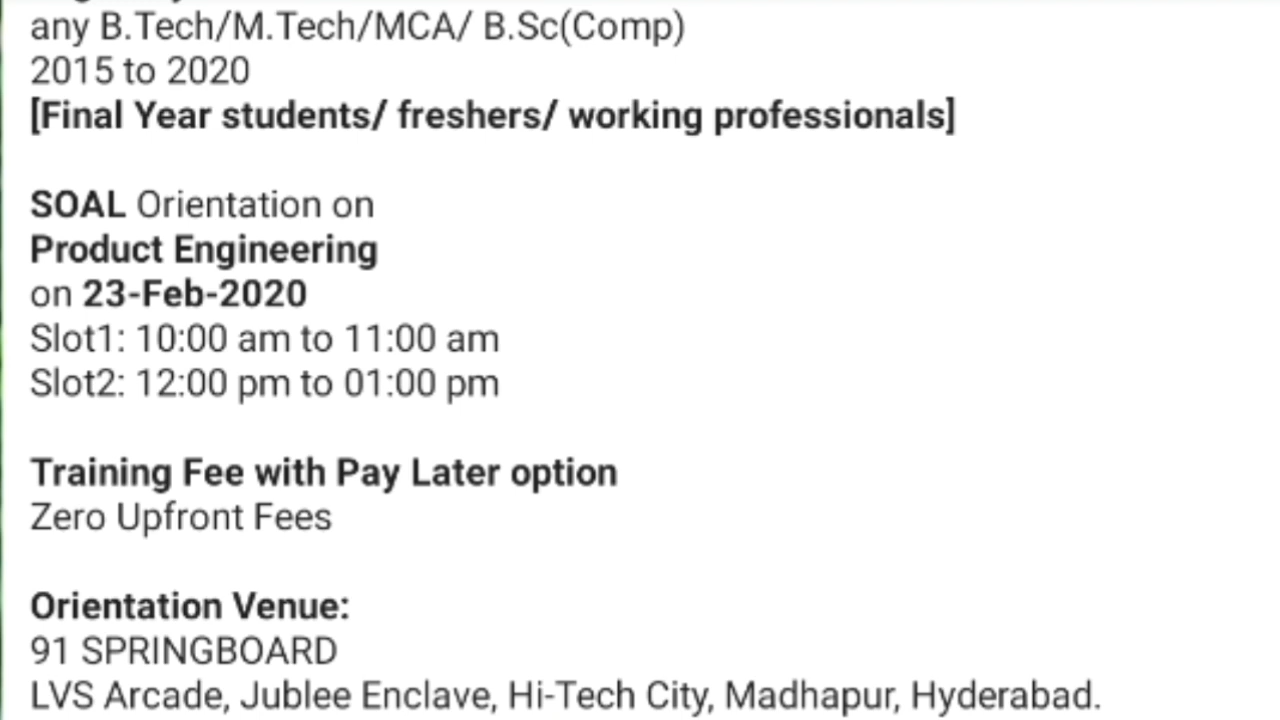 any B.Tech/M.Tech/MCA/ B.Sc(Comp)
2015 to 2020
[Final Year students/ freshers/ working professionals]
SOAL Orientation on
Product Engineering
on 23-Feb-2020
Slot1: 10:00 am to 11:00 am
Slot2: 12:00 pm to 01:00 pm
Training Fee with Pay Later option
Zero Upfront Fees
Orientation Venue:
91 SPRINGBOARD
LVS Arcade, Jublee Enclave, Hi-Tech City, Madhapur, Hyderabad.